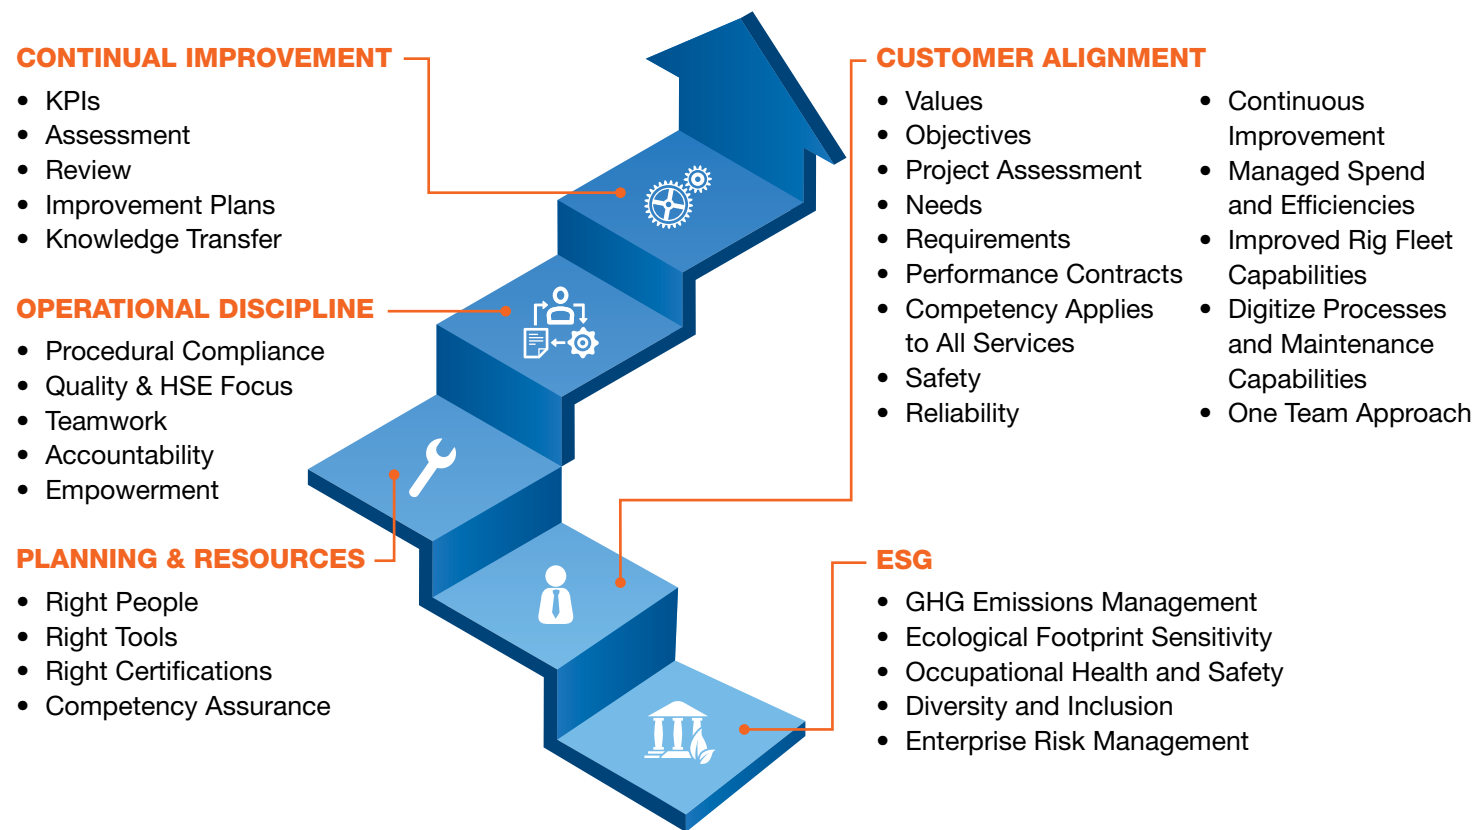 CONTINUAL IMPROVEMENT
• KPIs
• Assessment
• Review
• Improvement Plans
• Knowledge Transfer
OPERATIONAL DISCIPLINE
• Procedural Compliance
• Quality & HSE Focus
• Teamwork
• Accountability
• Empowerment
PLANNING & RESOURCES
• Right People
• Right Tools
• Right Certifications
• Competency Assurance
CUSTOMER ALIGNMENT
• Values
• Objectives
• Project Assessment
• Needs
• Requirements
• Performance Contracts
• Competency Applies
to All Services
• Safety
• Reliability
• Continuous
Improvement
• Managed Spend
and Efficiencies
• Improved Rig Fleet
Capabilities
• Digitize Processes
and Maintenance
Capabilities
• One Team Approach
ESG
• GHG Emissions Management
• Ecological Footprint Sensitivity
• Occupational Health and Safety
• Diversity and Inclusion
• Enterprise Risk Management